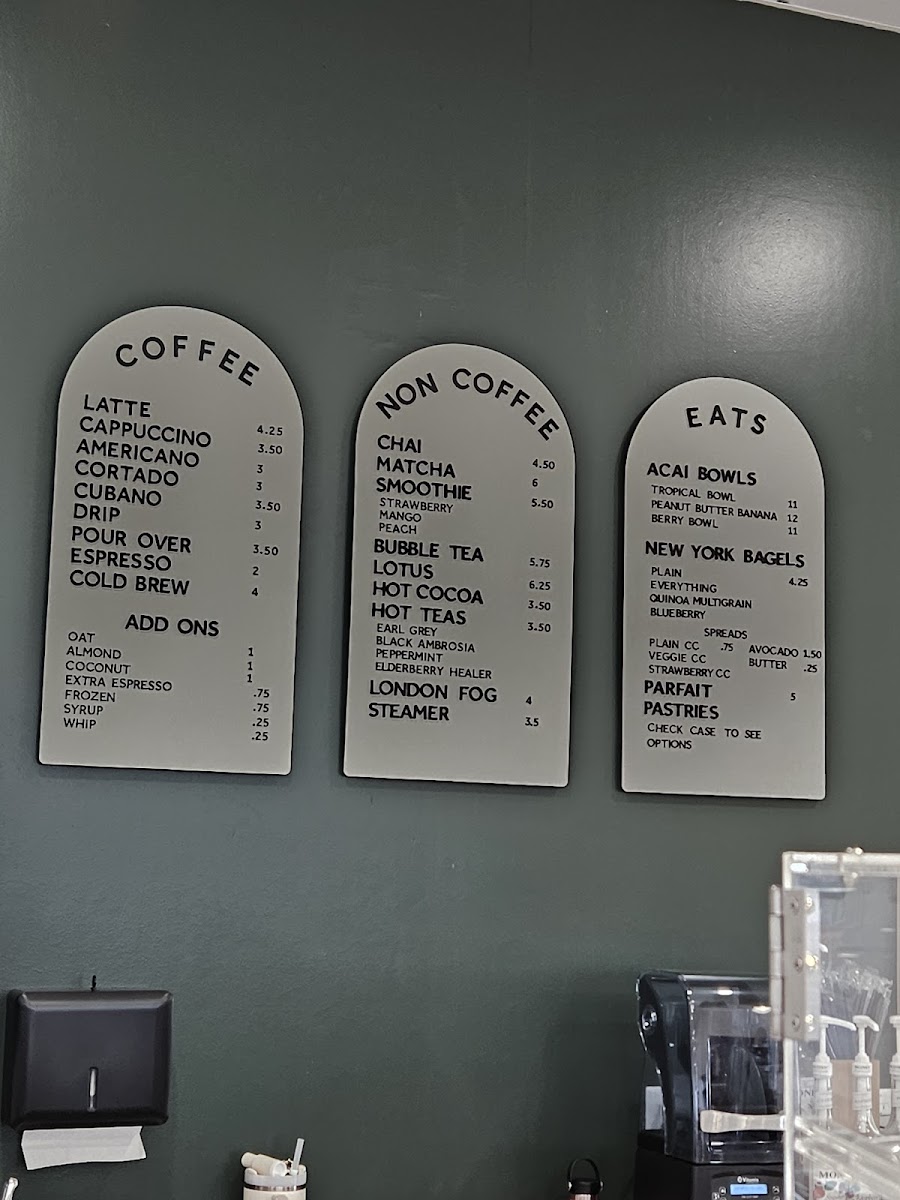 COFFEE
LATTE 4.25
CAPPUCCINO 3.50
AMERICANO 3
CORTADO 3
CUBANO 3.50
DRIP 3
POUR OVER 3.50
ESPRESSO 2
COLD BREW 4
ADD ONS
OAT 1
ALMOND 1
COCONUT 1
EXTRA ESPRESSO .75
FROZEN .75
SYRUP .25
WHIP .25
NON COFFEE
CHAI 4.50
MATCHA 6
SMOOTHIE 5.50
STRAWBERRY
MANGO
PEACH
BUBBLE TEA 5.75
LOTUS 6.25
HOT COCOA 3.50
HOT TEAS 3.50
EARL GREY
BLACK AMBROSIA
PEPPERMINT
ELDERBERRY HEALER
LONDON FOG 4
STEAMER 3.5
EATS
ACAI BOWLS
TROPICAL BOWL 11
PEANUT BUTTER BANANA 12
BERRY BOWL 11
NEW YORK BAGELS
PLAIN 4.25
EVERYTHING
QUINOA MULTIGRAIN
BLUEBERRY
SPREADS
PLAIN CC .75 AVOCADO 1.50
VEGGIE CC BUTTER .25
STRAWBERRY CC
PARFAIT 5
PASTRIES
CHECK CASE TO SEE
OPTIONS